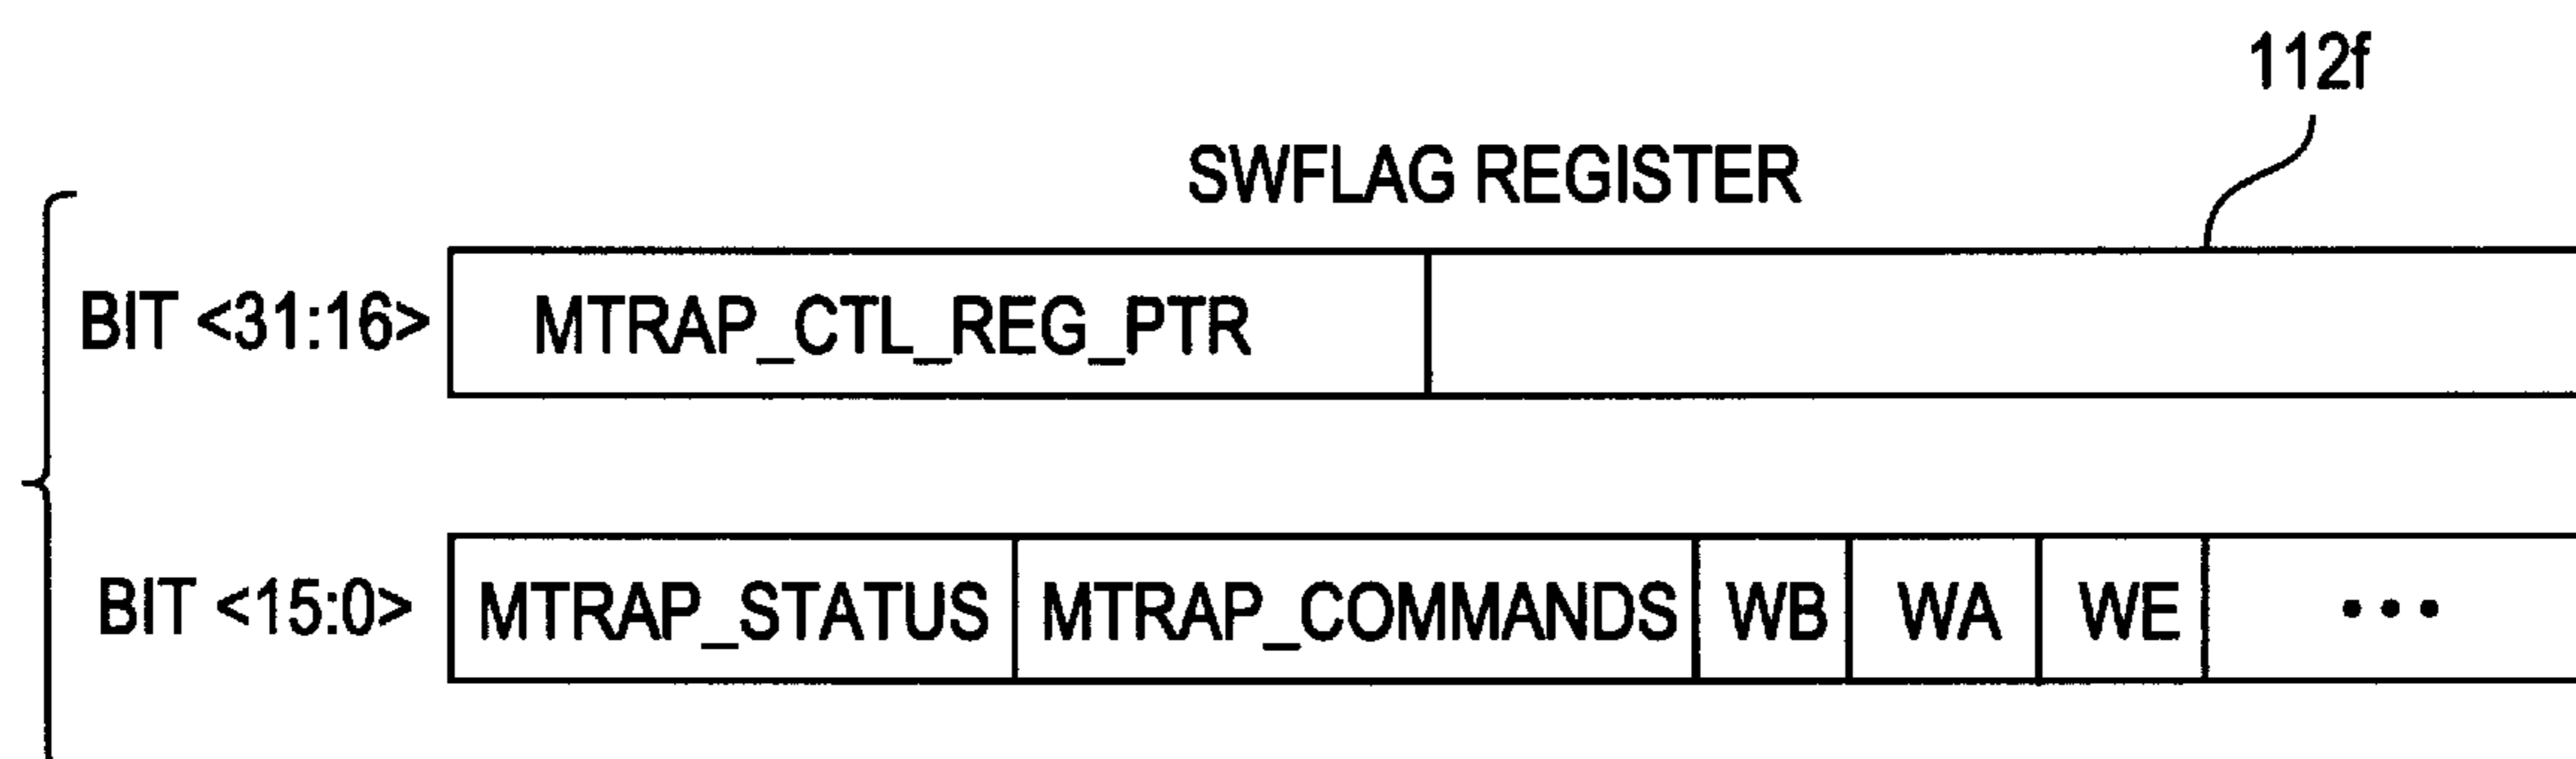 112f
SWFLAG REGISTER
BIT <31:16> MTRAP_CTL_REG_PTR
BIT <15:0> MTRAP_STATUS MTRAP_COMMANDS WB WA WE •••